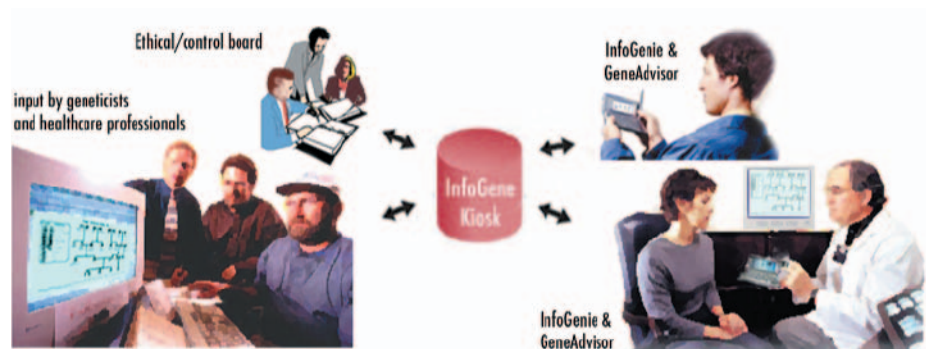 Ethical/control board
InfoGenie &
GeneAdvisor
input by geneticists
and healthcare professionals
InfoGene
Kiosk
InfoGenie &
GeneAdvisor